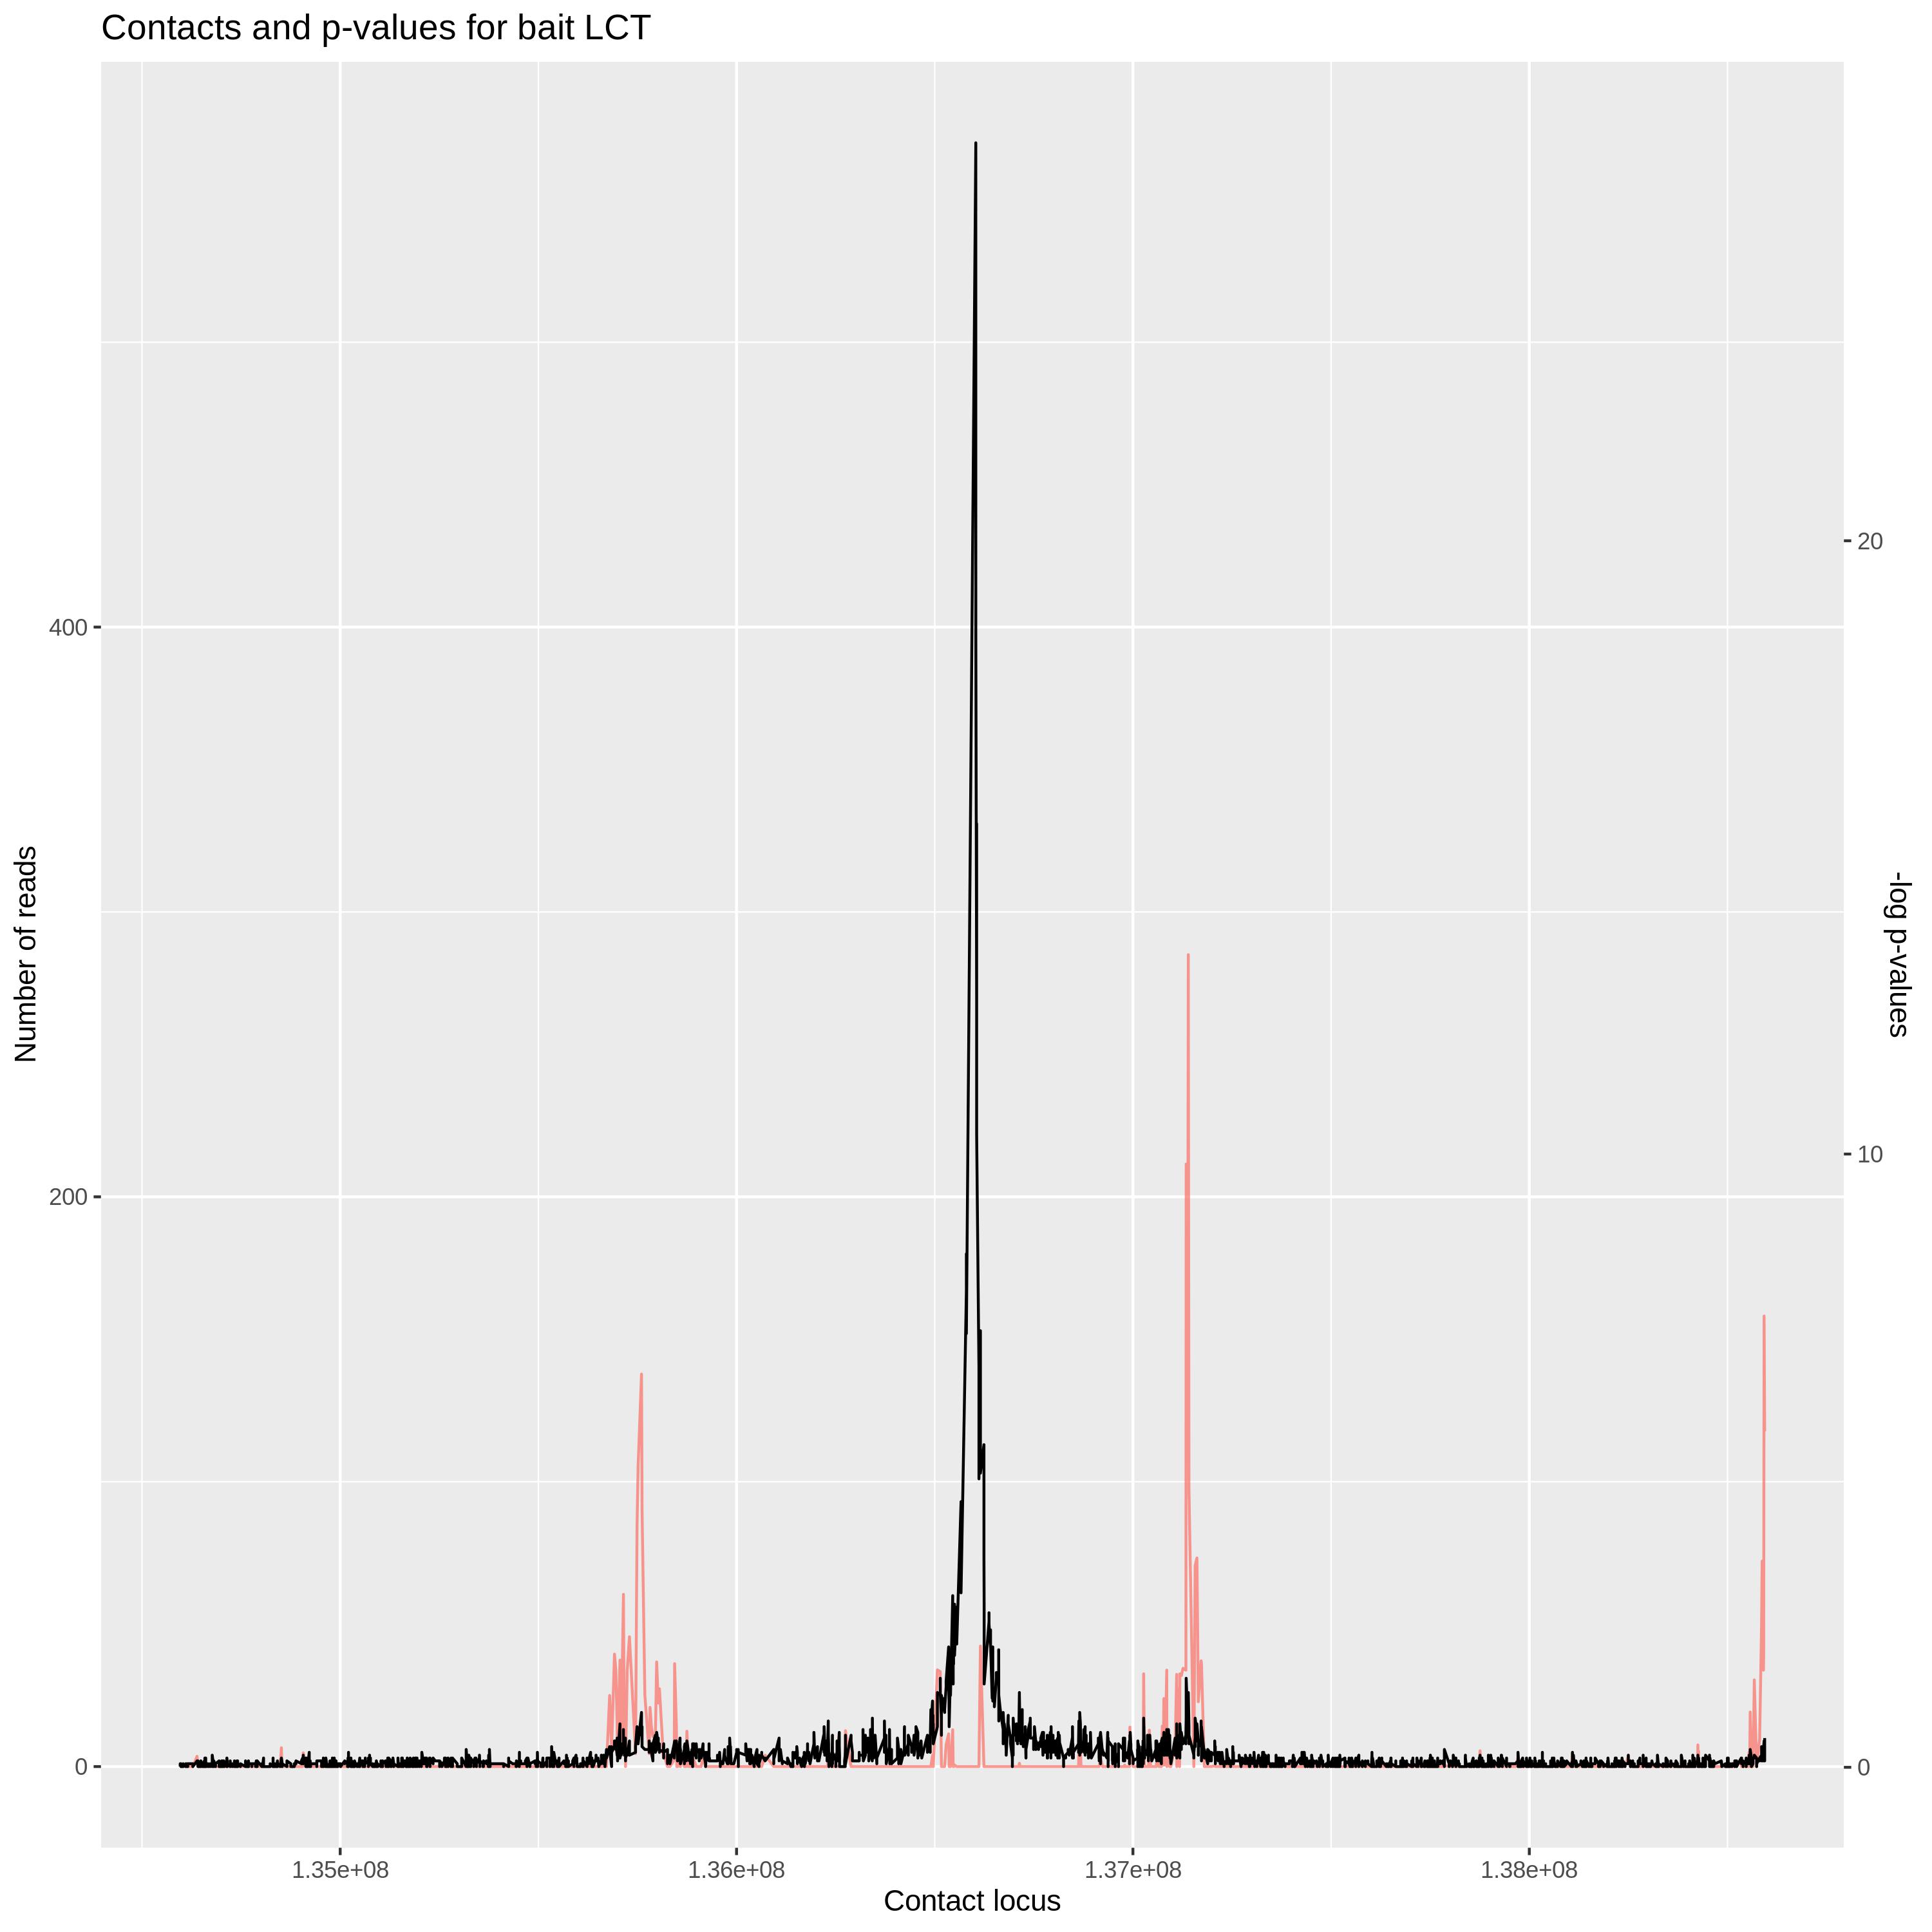 Contacts and p-values for bait LCT
Number of reads
400
200
0
20
10
0
-log p-values
1.35e+08 1.36e+08 1.37e+08 1.38e+08
Contact locus